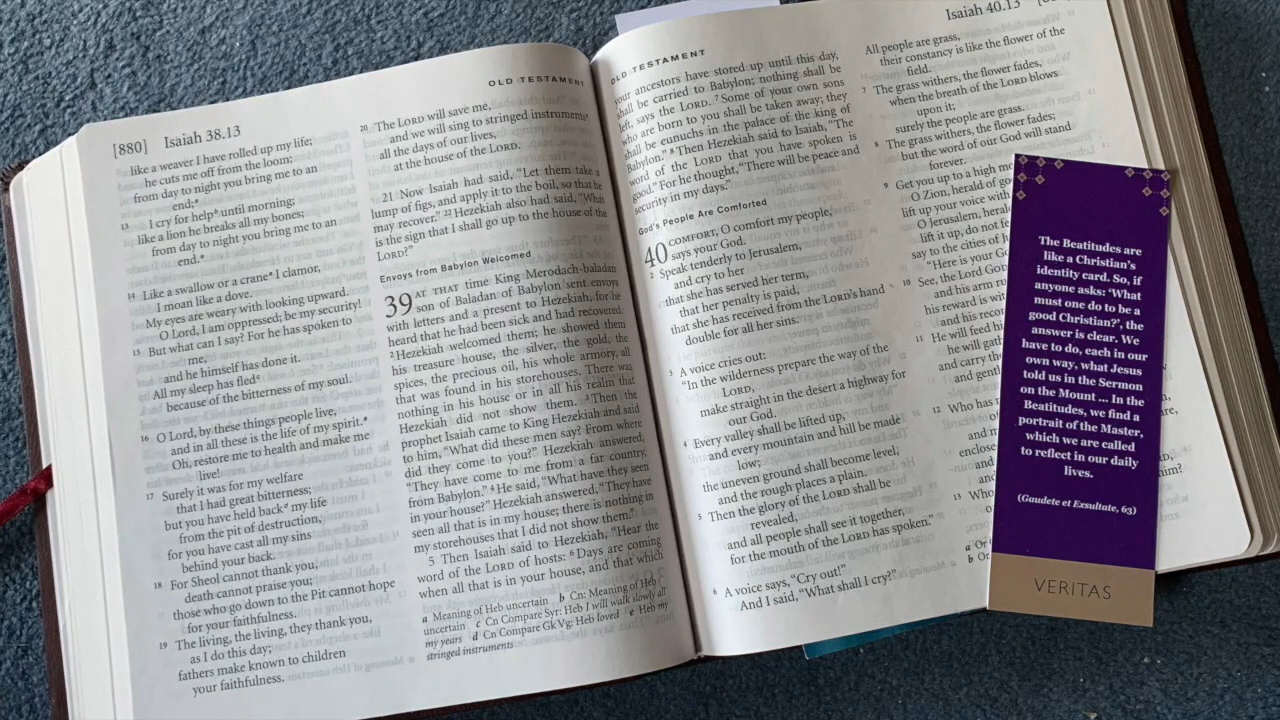 OLD TESTAMENT
[880] Isaiah 38.13
like a weaver I have rolled up my life;
he cuts me off from the loom;
from day to night you bring me to an
end;a
13 I cry for helpb until morning;
like a lion he breaks all my bones;
from day to night you bring me to an
end.a
14 Like a swallow or a cranea I clamor,
I moan like a dove.
My eyes are weary with looking upward.
O Lord, I am oppressed; be my security!
15 But what can I say? For he has spoken to
me,
and he himself has done it.
All my sleep has fledc
because of the bitterness of my soul.
16 O Lord, by these things people live,
and in all these is the life of my spirit.a
Oh, restore me to health and make me
live!
17 Surely it was for my welfare
that I had great bitterness;
but you have held backd my life
from the pit of destruction,
for you have cast all my sins
behind your back.
18 For Sheol cannot thank you,
death cannot praise you;
those who go down to the Pit cannot hope
for your faithfulness.
19 The living, the living, they thank you,
as I do this day;
fathers make known to children
your faithfulness.
20 The LORD will save me,
and we will sing to stringed instrumentse
all the days of our lives,
at the house of the LORD.
21 Now Isaiah had said, "Let them take a
lump of figs, and apply it to the boil, so that he
may recover." 22 Hezekiah also had said, "What
is the sign that I shall go up to the house of the
LORD?"
Envoys from Babylon Welcomed
39 AT THAT time King Merodach-baladan
son of Baladan of Babylon sent envoys
with letters and a present to Hezekiah, for he
heard that he had been sick and had recovered.
2 Hezekiah welcomed them; he showed them
his treasure house, the silver, the gold, the
spices, the precious oil, his whole armory, all
that was found in his storehouses. There was
nothing in his house or in all his realm that
Hezekiah did not show them. 3 Then the
prophet Isaiah came to King Hezekiah and said
to him, "What did these men say? From where
did they come to you?" Hezekiah answered,
"They have come to me from a far country,
from Babylon." 4 He said, "What have they seen
in your house?" Hezekiah answered, "They have
seen all that is in my house; there is nothing in
my storehouses that I did not show them."
5 Then Isaiah said to Hezekiah, "Hear the
word of the LORD of hosts: 6 Days are coming
when all that is in your house, and that which
a Meaning of Heb uncertain b Cn: Meaning of Heb
uncertain c Cn Compare Syr: Heb I will walk slowly all
my years d Cn Compare Gk Vg: Heb loved e Heb my
stringed instruments
OLD TESTAMENT
Isaiah 40.13
your ancestors have stored up until this day,
shall be carried to Babylon; nothing shall be
left, says the LORD. 7 Some of your own sons
who are born to you shall be taken away; they
shall be eunuchs in the palace of the king of
Babylon." 8 Then Hezekiah said to Isaiah, "The
word of the LORD that you have spoken is
good." For he thought, "There will be peace and
security in my days."
God's People Are Comforted
40 COMFORT, O comfort my people,
says your God.
2 Speak tenderly to Jerusalem,
and cry to her
that she has served her term,
that her penalty is paid,
that she has received from the LORD's hand
double for all her sins.
3 A voice cries out:
"In the wilderness prepare the way of the
LORD,
make straight in the desert a highway for
our God.
4 Every valley shall be lifted up,
and every mountain and hill be made
low;
the uneven ground shall become level,
and the rough places a plain.
5 Then the glory of the LORD shall be
revealed,
and all people shall see it together,
for the mouth of the LORD has spoken."
6 A voice says, "Cry out!"
And I said, "What shall I cry?"
All people are grass,
their constancy is like the flower of the
field.
7 The grass withers, the flower fades,
when the breath of the LORD blows
upon it;
surely the people are grass.
8 The grass withers, the flower fades;
but the word of our God will stand
forever.
9 Get you up to a high m
O Zion, herald of go
lift up your voice with
O Jerusalem, heral
lift it up, do not fe
say to the cities of J
"Here is your G
10 See, the Lord GOD
and his arm ru
his reward is wit
and his recor
11 He will feed hi
he will gath
and carry the
and gentl
12 Who has
of
and m
enclose
and
and
13 Who
a Or
b Or
The Beatitudes are
like a Christian's
identity card. So, if
anyone asks: 'What
must one do to be a
good Christian?', the
answer is clear. We
have to do, each in our
own way, what Jesus
told us in the Sermon
on the Mount ... In the
Beatitudes, we find a
portrait of the Master,
which we are called
to reflect in our daily
lives.
(Gaudete et Exsultate, 63)
VERITAS